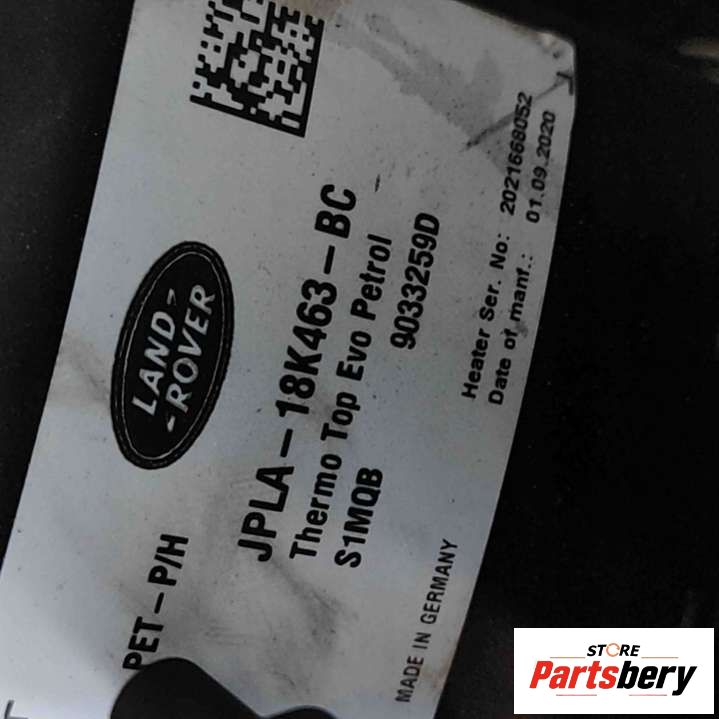 LAND-
-ROVER
PET-P/H
JPLA-18K463-BC
Thermo Top Evo Petrol
S1MQB
9033259D
Heater Ser. No: 2021668052
Date of manf.: 01.09.2020
MADE IN GERMANY
STORE
Partsbery